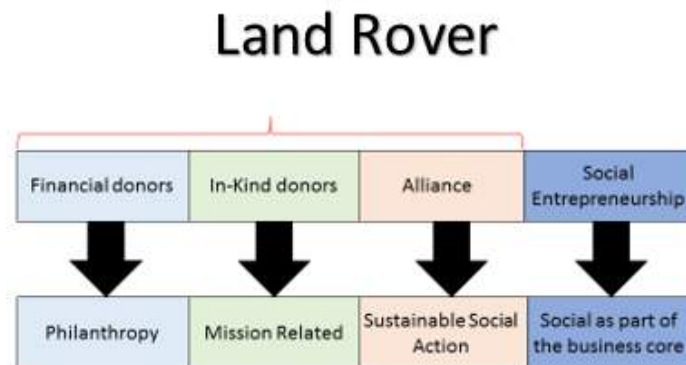 Land Rover
Financial donors
In-Kind donors
Alliance
Social
Entrepreneurship
Philanthropy
Mission Related
Sustainable Social
Action
Social as part of
the business core